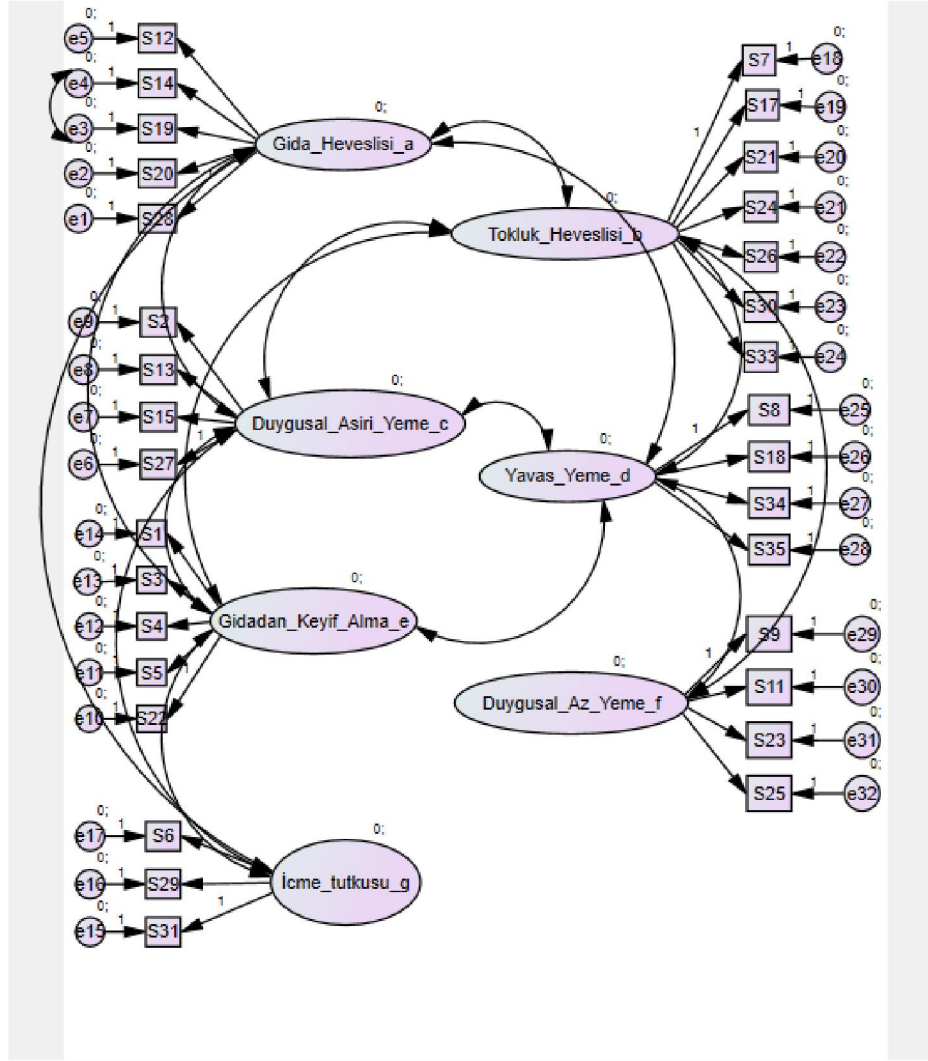 0;
e5 1 S12
0;
e4 1 S14
0;
e3 1 S19
0;
e2 1 S20
0;
e1 1 S28
0;
Gida_Heveslisi_a
0;
Tokluk_Heveslisi_b
1
0;
S7 1 e18
0;
S17 1 e19
0;
S21 1 e20
0;
S24 1 e21
0;
S26 1 e22
0;
S30 1 e23
0;
S33 1 e24
0;
e9 1 S2
0;
e8 1 S13
0;
e7 1 S15
0;
e6 1 S27
1
0;
Duygusal_Asiri_Yeme_c
0;
Yavas_Yeme_d
1
0;
S8 1 e25
0;
S18 1 e26
0;
S34 1 e27
0;
S35 1 e28
0;
e14 1 S1
0;
e13 1 S3
0;
e12 1 S4
0;
e11 1 S5
0;
e10 1 S22
1
0;
Gidadan_Keyif_Alma_e
0;
Duygusal_Az_Yeme_f
1
0;
S9 1 e29
0;
S11 1 e30
0;
S23 1 e31
0;
S25 1 e32
0;
e17 1 S6
0;
e16 1 S29
0;
e15 1 S31
1
0;
İcme_tutkusu_g